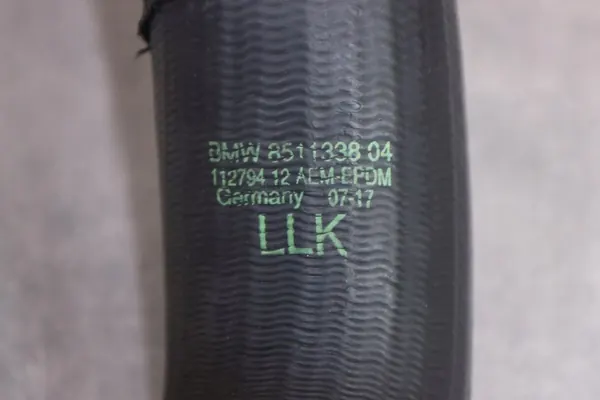 BMW 8511338 04
112794 12 AEM-EPDM
Germany 07-17
LLK